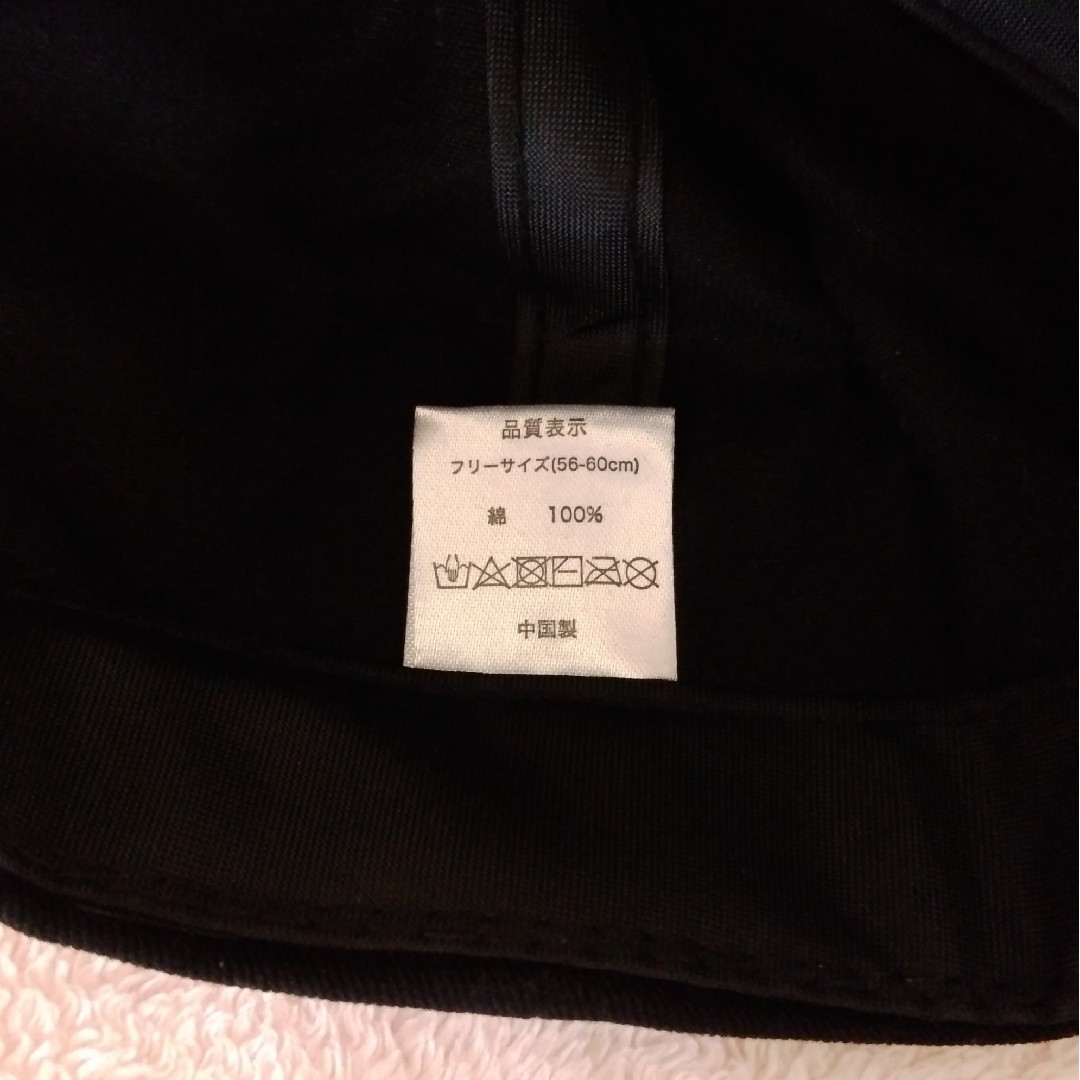 品質表示
フリーサイズ(56-60cm)
綿 100%
中国製